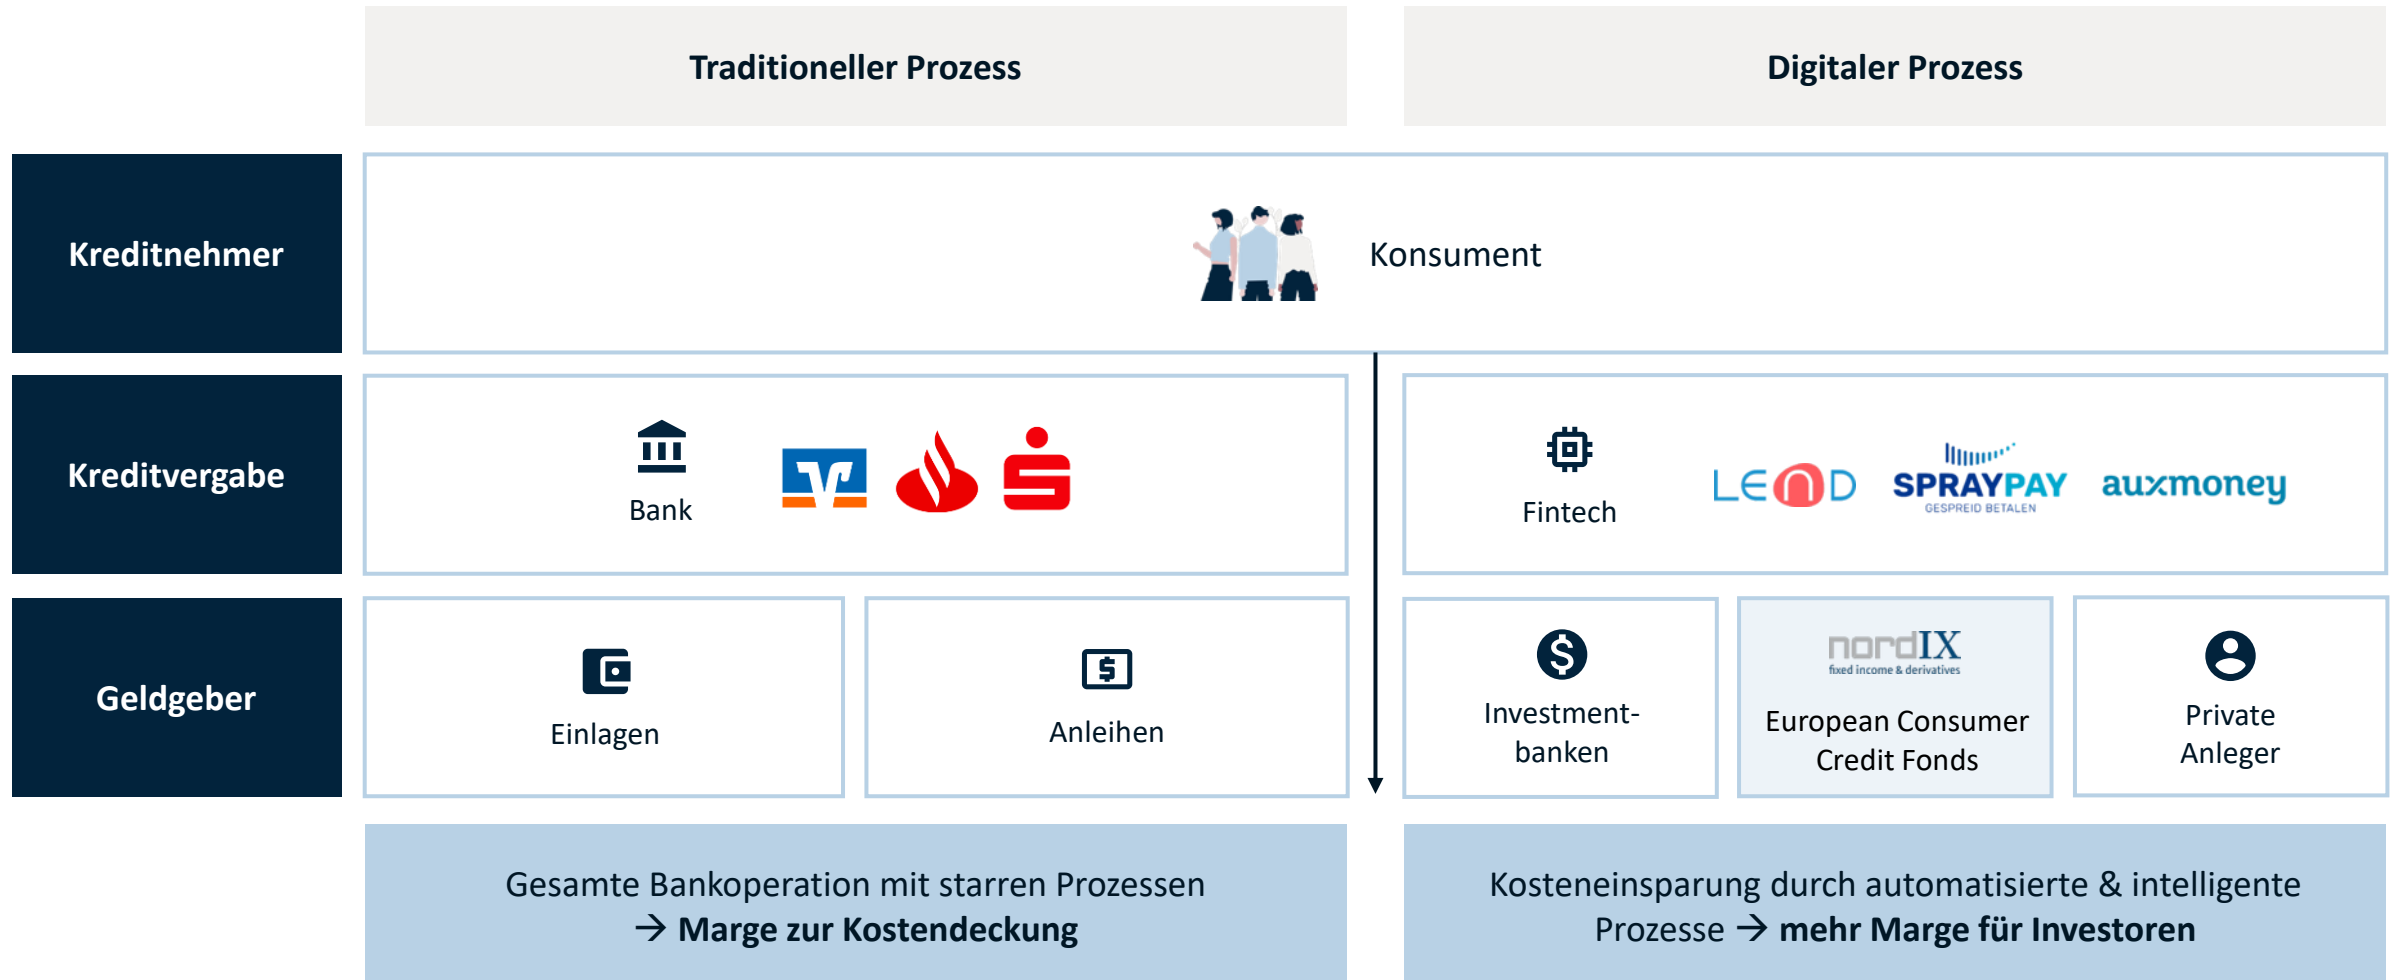 Traditioneller Prozess
Digitaler Prozess
Kreditnehmer
Konsument
Kreditvergabe
Bank
Fintech
LEND
SPRAYPAY
GESPREID BETALEN
auxmoney
Geldgeber
Einlagen
Anleihen
Investment-
banken
nordIX
fixed income & derivatives
European Consumer
Credit Fonds
Private
Anleger
Gesamte Bankoperation mit starren Prozessen
→ Marge zur Kostendeckung
Kosteneinsparung durch automatisierte & intelligente
Prozesse → mehr Marge für Investoren